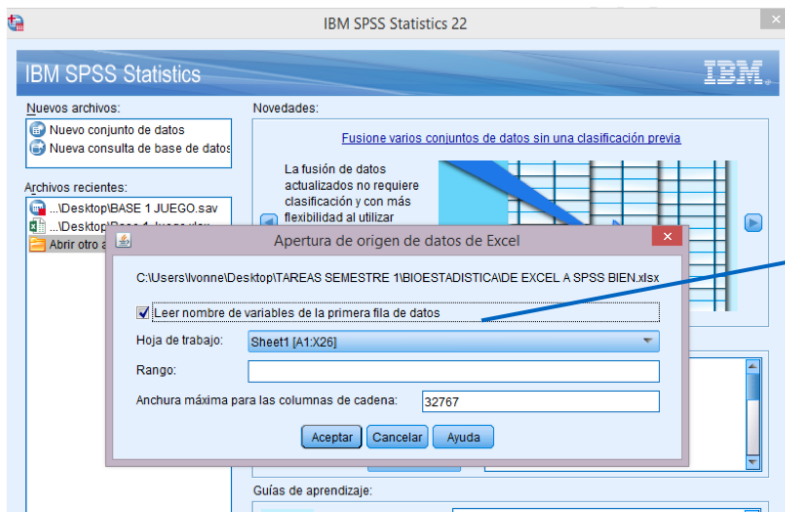 IBM SPSS Statistics 22
IBM SPSS Statistics
IBM.
Nuevos archivos:
Nuevo conjunto de datos
Nueva consulta de base de datos
Archivos recientes:
...\Desktop\BASE 1 JUEGO.sav
...\Desktop\Base 1 Juego.xlsx
Abrir otro a
Novedades:
Fusione varios conjuntos de datos sin una clasificación previa
La fusión de datos
actualizados no requiere
clasificación y con más
flexibilidad al utilizar
Apertura de origen de datos de Excel
C:\Users\Ivonne\Desktop\TAREAS SEMESTRE 1\BIOESTADISTICA\DE EXCEL A SPSS BIEN.xlsx
Leer nombre de variables de la primera fila de datos
Hoja de trabajo:
Sheet1 [A1:X26]
Rango:
Anchura máxima para las columnas de cadena:
32767
Aceptar
Cancelar
Ayuda
Guías de aprendizaje: